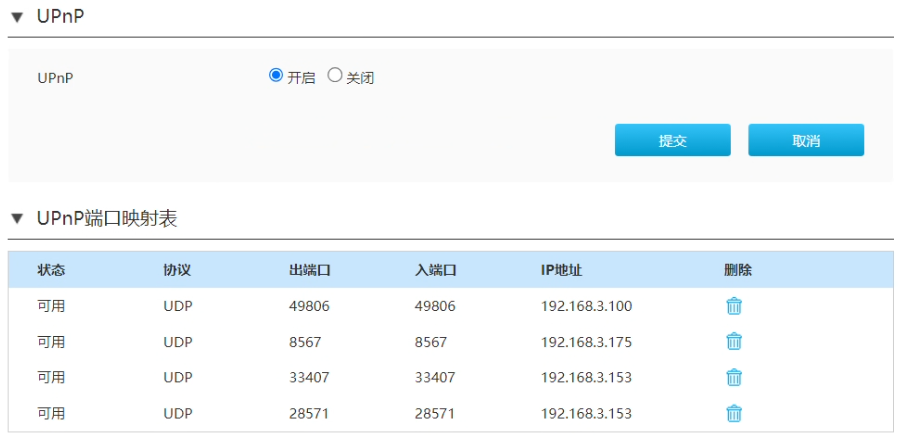 UPnP
UPnP 开启 关闭
提交 取消
UPnP端口映射表
状态 协议 出端口 入端口 IP地址 删除
可用 UDP 49806 49806 192.168.3.100
可用 UDP 8567 8567 192.168.3.175
可用 UDP 33407 33407 192.168.3.153
可用 UDP 28571 28571 192.168.3.153